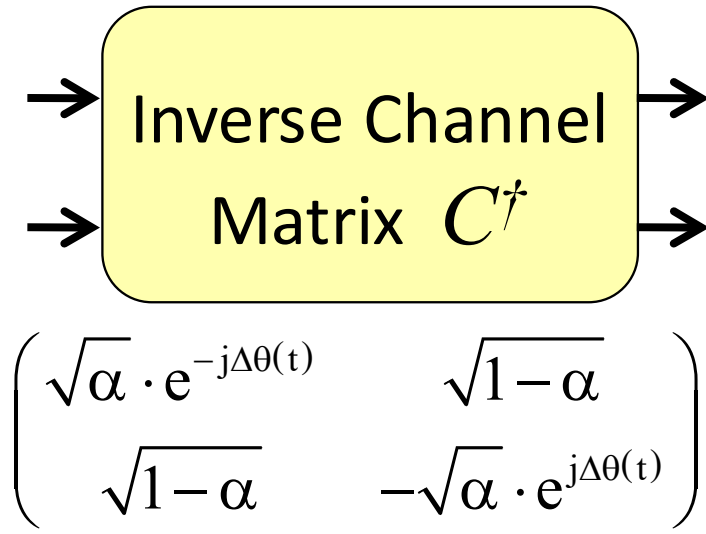 Inverse Channel
Matrix C†
√α · e^{-jΔθ(t)} √1-α
√1-α -√α · e^{jΔθ(t)}